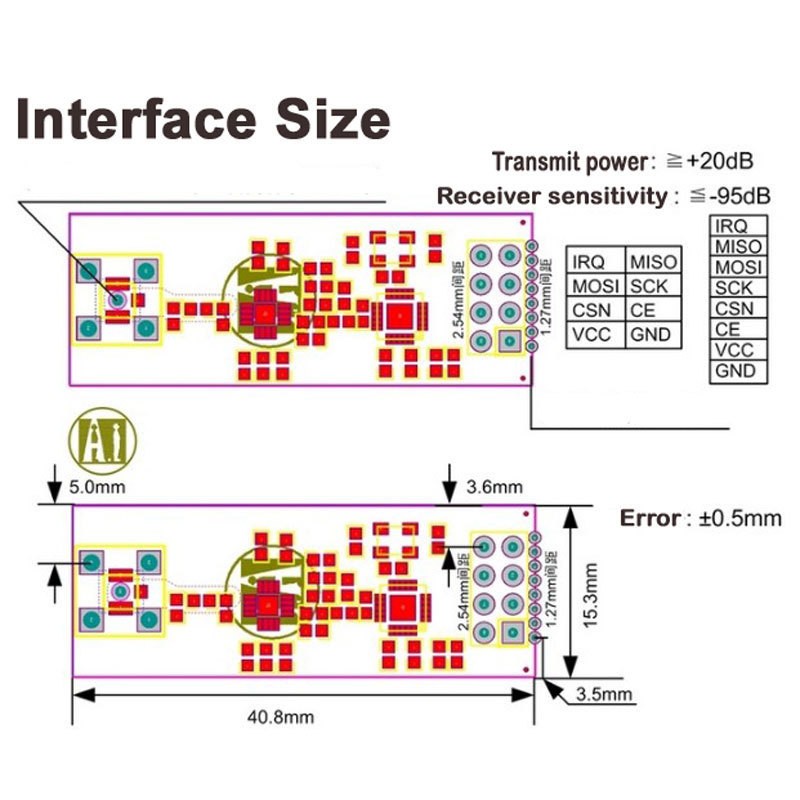 Interface Size
Transmit power: ≧+20dB
Receiver sensitivity: ≦-95dB
2.54mm间距
1.27mm间距
IRQ MISO
MOSI SCK
CSN CE
VCC GND
IRQ
MISO
MOSI
SCK
CSN
CE
VCC
GND
A.i
5.0mm
3.6mm
Error: ±0.5mm
2.54mm间距
1.27mm间距
15.3mm
3.5mm
40.8mm